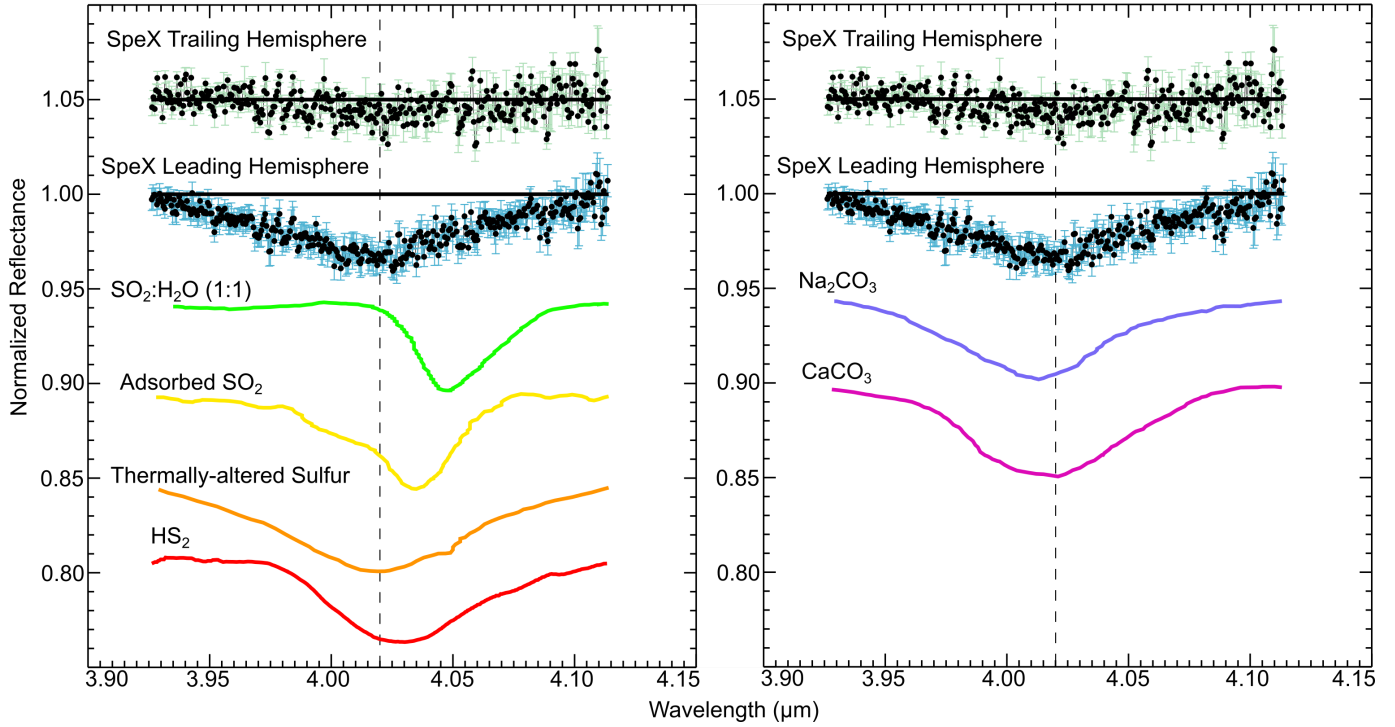 SpeX Trailing Hemisphere
SpeX Leading Hemisphere
SO₂:H₂O (1:1)
Adsorbed SO₂
Thermally-altered Sulfur
HS₂
1.05
1.00
0.95
0.90
0.85
0.80
Normalized Reflectance
3.90
3.95
4.00
4.05
4.10
4.15
SpeX Trailing Hemisphere
SpeX Leading Hemisphere
Na₂CO₃
CaCO₃
1.05
1.00
0.95
0.90
0.85
0.80
3.90
3.95
4.00
4.05
4.10
4.15
Wavelength (µm)